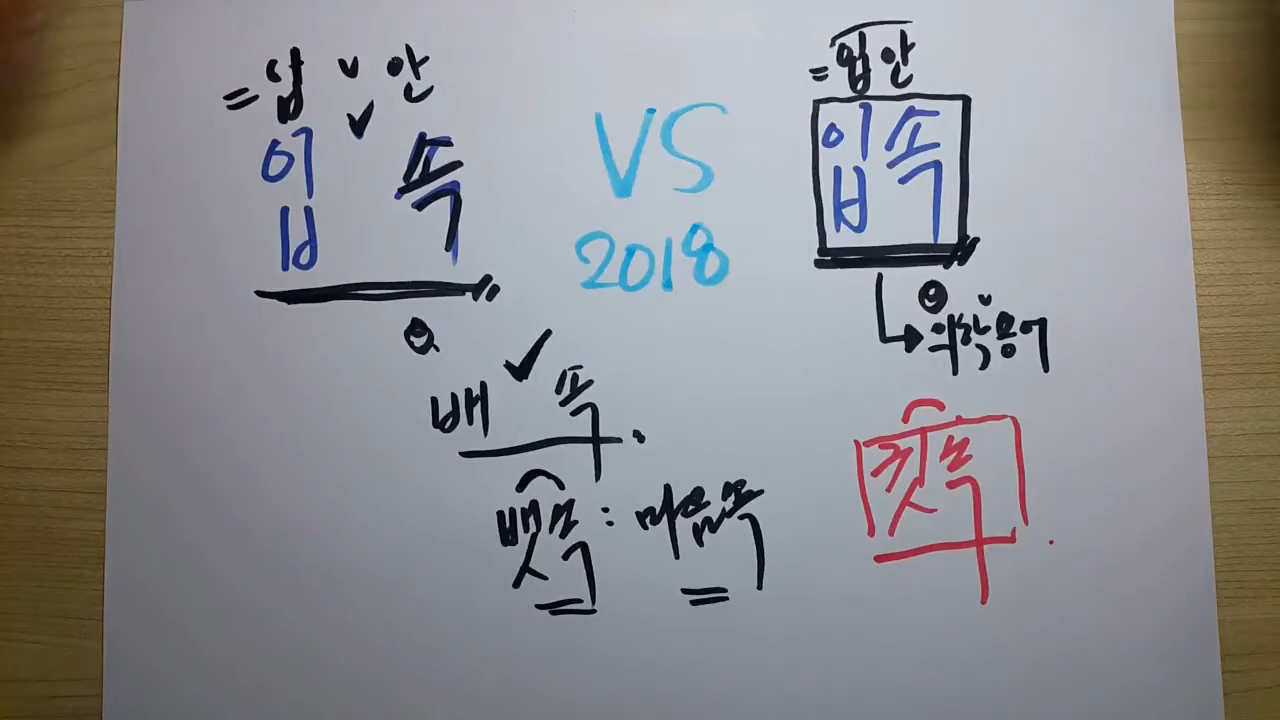 = 입 ∨ 안
입 ∨ 속
VS
2018
= 입안
입속
의학용어
배 ∨ 속.
뱃속 : 마음속
귓속